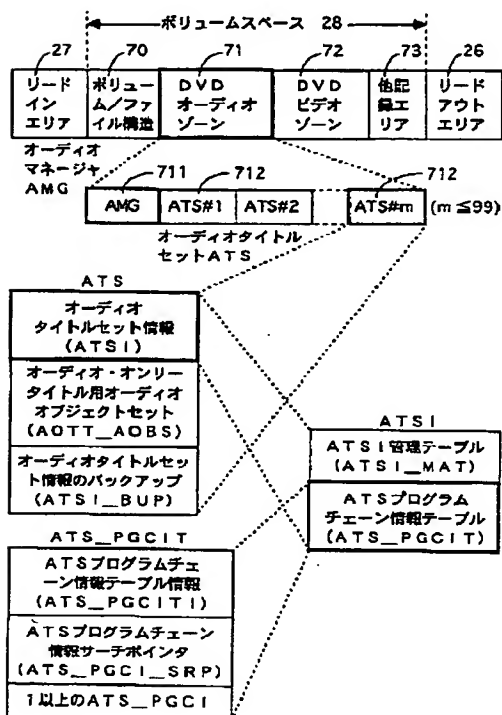 ボリュームスペース 28
27
70
71
72
73
26
リード
イン
エリア
ボリュー
ム/ファ
イル構造
DVD
オーディオ
ゾーン
DVD
ビデオ
ゾーン
他記
録エ
リア
リード
アウト
エリア
オーディオ
マネージャ
AMG
711
712
712
AMG
ATS#1
ATS#2
ATS#m
(m≦99)
オーディオタイトル
セットATS
ATS
オーディオ
タイトルセット情報
(ATSI)
オーディオ・オンリー
タイトル用オーディオ
オブジェクトセット
(AOTT_AOBS)
オーディオタイトルセッ
ト情報のバックアップ
(ATSI_BUP)
ATSI
ATSI管理テーブル
(ATSI_MAT)
ATSプログラム
チェーン情報テーブル
(ATS_PGCIT)
ATS_PGCIT
ATSプログラムチェ
ーン情報テーブル情報
(ATS_PGCITI)
ATSプログラムチェーン
情報サーチポインタ
(ATS_PGCI_SRP)
1以上のATS_PGCI